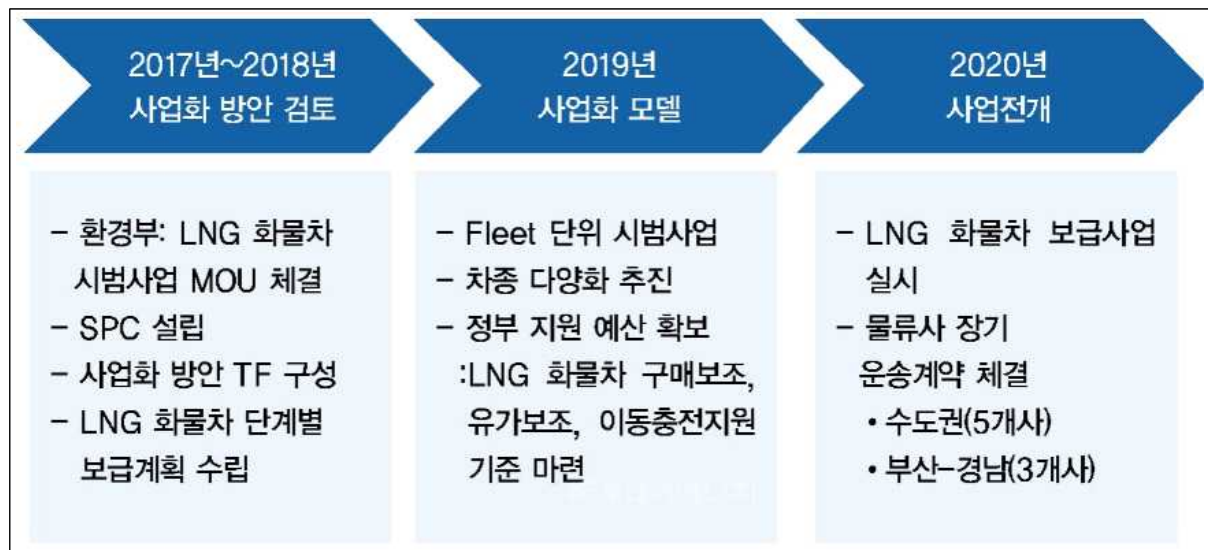 2017년~2018년
사업화 방안 검토
- 환경부: LNG 화물차
시범사업 MOU 체결
- SPC 설립
- 사업화 방안 TF 구성
- LNG 화물차 단계별
보급계획 수립
2019년
사업화 모델
- Fleet 단위 시범사업
- 차종 다양화 추진
- 정부 지원 예산 확보
:LNG 화물차 구매보조,
유가보조, 이동충전지원
기준 마련
2020년
사업전개
- LNG 화물차 보급사업
실시
- 물류사 장기
운송계약 체결
• 수도권(5개사)
• 부산-경남(3개사)